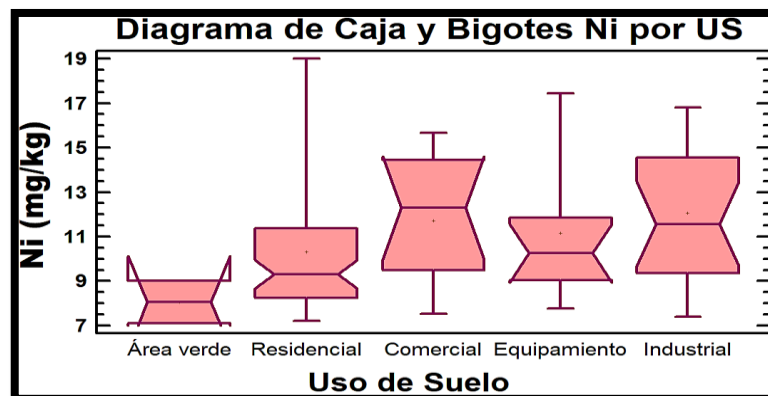 Diagrama de Caja y Bigotes Ni por US
Ni (mg/kg)
19
17
15
13
11
9
7
Área verde Residencial Comercial Equipamiento Industrial
Uso de Suelo